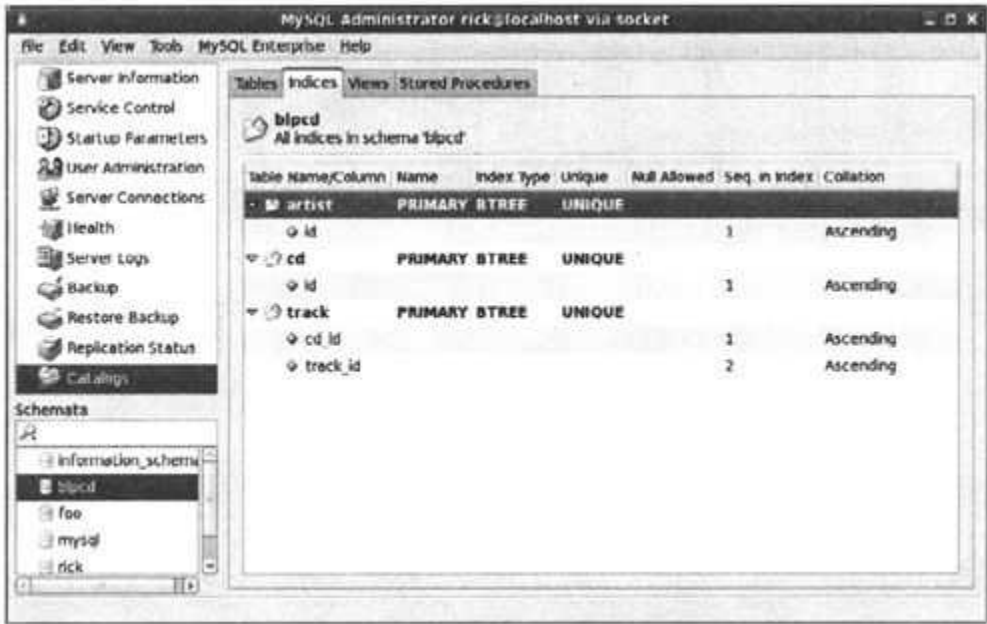 MySQL Administrator rick@localhost via socket
File Edit View Tools MySQL Enterprise Help
Server Information
Service Control
Startup Parameters
User Administration
Server Connections
Health
Server Logs
Backup
Restore Backup
Replication Status
Catalogs
Schemata
information_schema
blpcd
foo
mysql
rick
Tables Indices Views Stored Procedures
blpcd
All indices in schema 'blpcd'
Table Name/Column Name Index Type Unique Null Allowed Seq. in Index Collation
artist PRIMARY BTREE UNIQUE
id 1 Ascending
cd PRIMARY BTREE UNIQUE
id 1 Ascending
track PRIMARY BTREE UNIQUE
cd_id 1 Ascending
track_id 2 Ascending